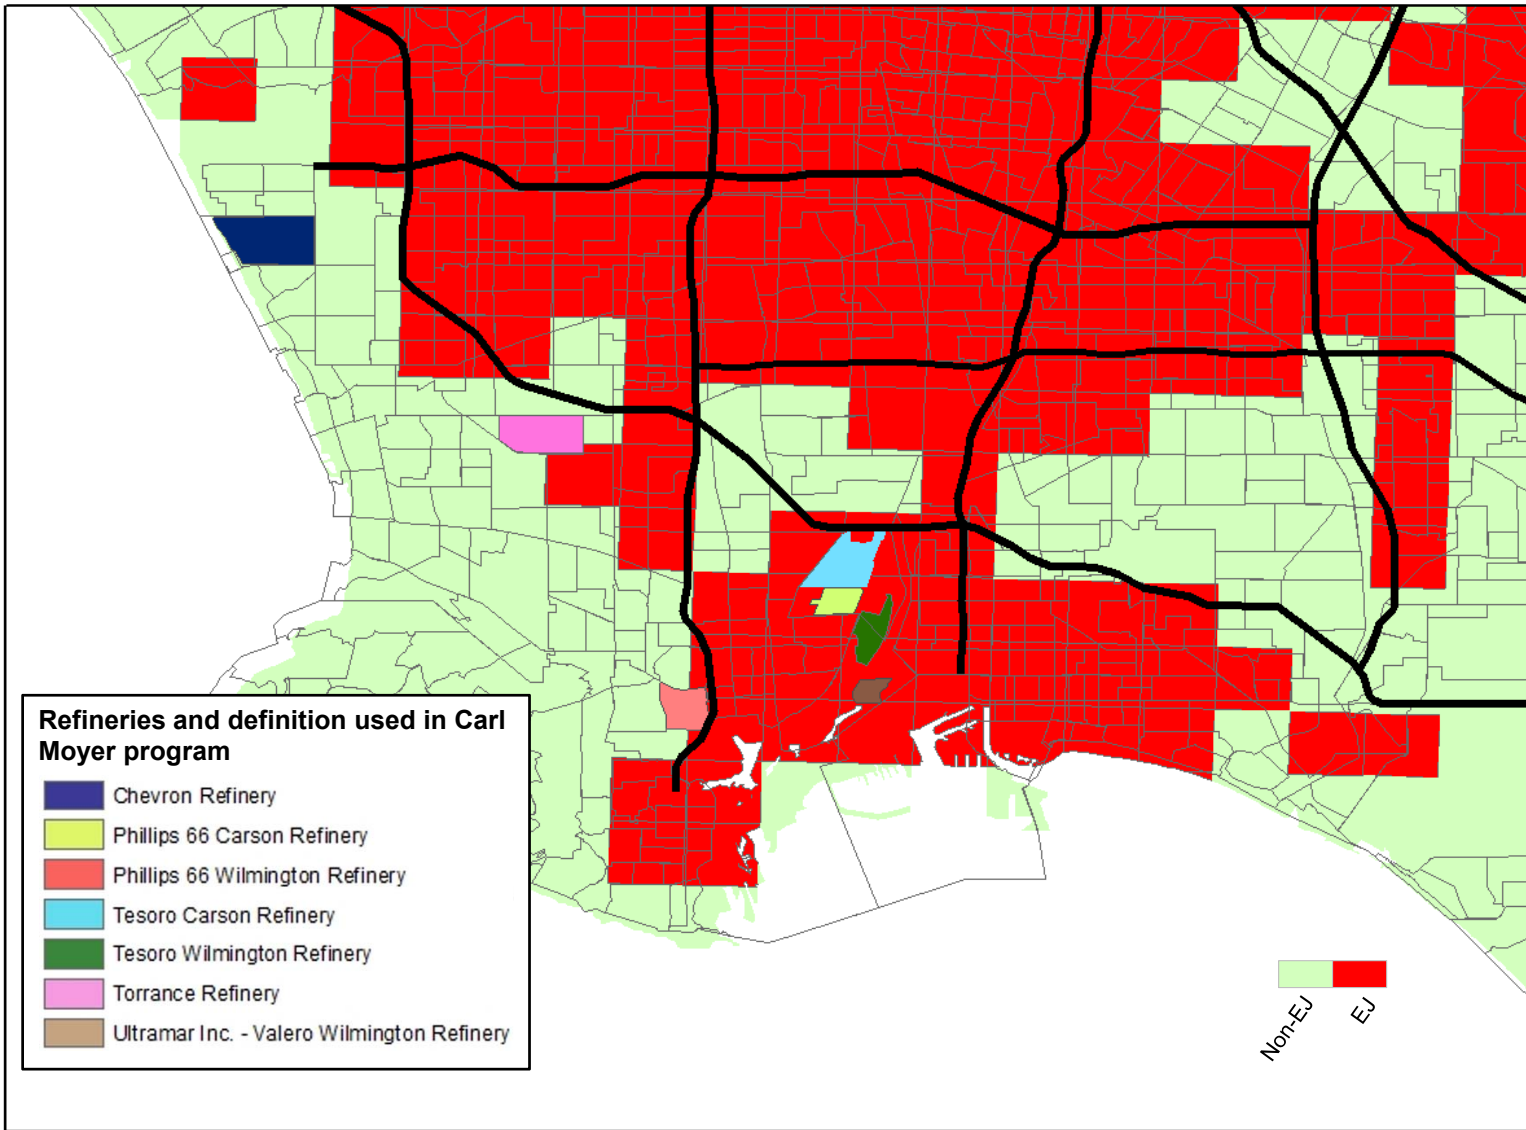 Refineries and definition used in Carl
Moyer program
Chevron Refinery
Phillips 66 Carson Refinery
Phillips 66 Wilmington Refinery
Tesoro Carson Refinery
Tesoro Wilmington Refinery
Torrance Refinery
Ultramar Inc. - Valero Wilmington Refinery
Non-EJ
EJ